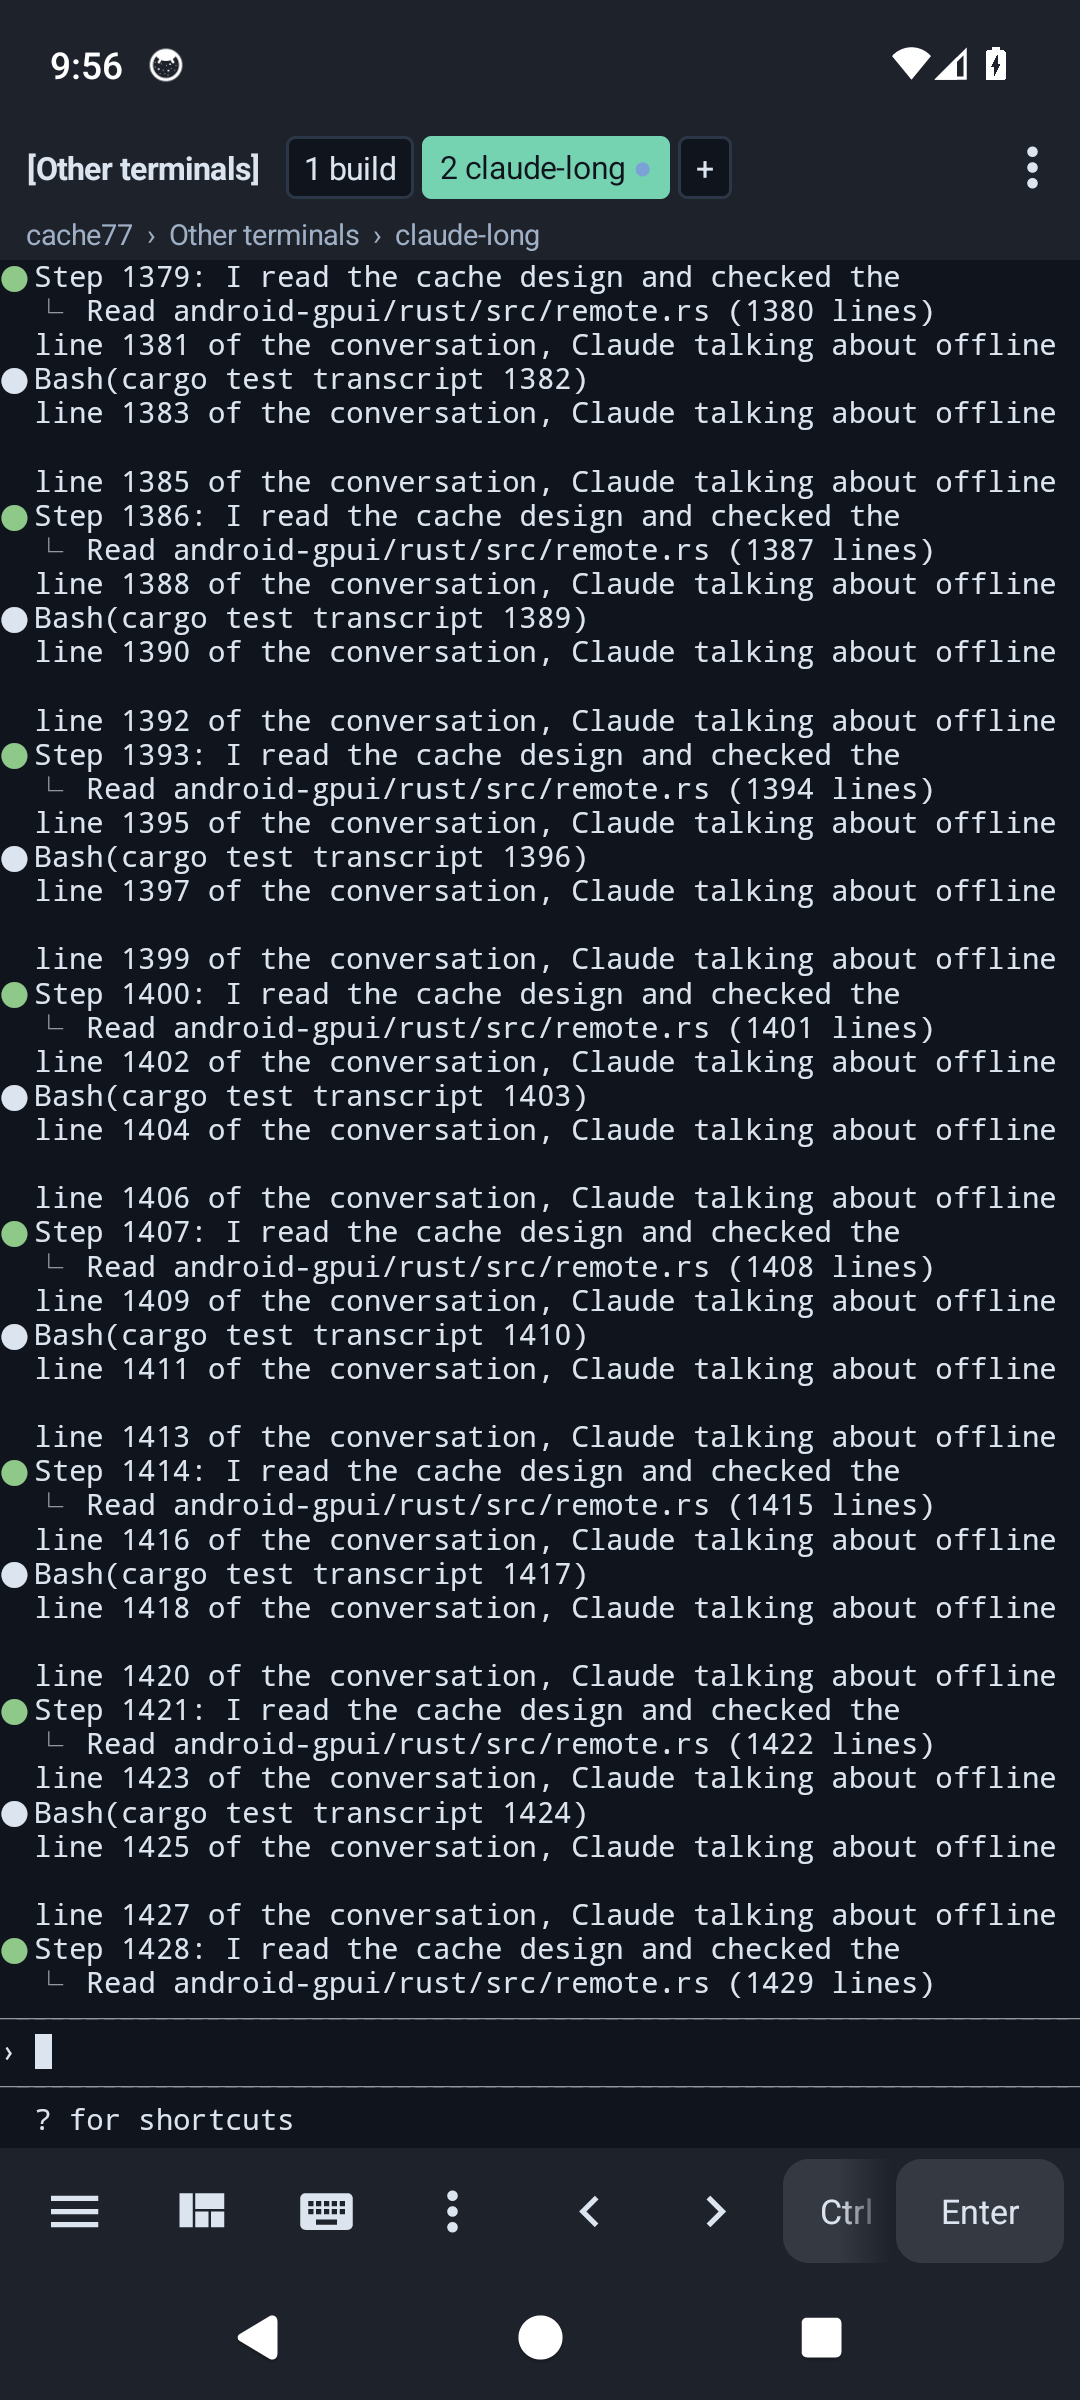 9:56
[Other terminals] 1 build 2 claude-long +
cache77 › Other terminals › claude-long
Step 1379: I read the cache design and checked the
└ Read android-gpui/rust/src/remote.rs (1380 lines)
line 1381 of the conversation, Claude talking about offline
Bash(cargo test transcript 1382)
line 1383 of the conversation, Claude talking about offline
line 1385 of the conversation, Claude talking about offline
Step 1386: I read the cache design and checked the
└ Read android-gpui/rust/src/remote.rs (1387 lines)
line 1388 of the conversation, Claude talking about offline
Bash(cargo test transcript 1389)
line 1390 of the conversation, Claude talking about offline
line 1392 of the conversation, Claude talking about offline
Step 1393: I read the cache design and checked the
└ Read android-gpui/rust/src/remote.rs (1394 lines)
line 1395 of the conversation, Claude talking about offline
Bash(cargo test transcript 1396)
line 1397 of the conversation, Claude talking about offline
line 1399 of the conversation, Claude talking about offline
Step 1400: I read the cache design and checked the
└ Read android-gpui/rust/src/remote.rs (1401 lines)
line 1402 of the conversation, Claude talking about offline
Bash(cargo test transcript 1403)
line 1404 of the conversation, Claude talking about offline
line 1406 of the conversation, Claude talking about offline
Step 1407: I read the cache design and checked the
└ Read android-gpui/rust/src/remote.rs (1408 lines)
line 1409 of the conversation, Claude talking about offline
Bash(cargo test transcript 1410)
line 1411 of the conversation, Claude talking about offline
line 1413 of the conversation, Claude talking about offline
Step 1414: I read the cache design and checked the
└ Read android-gpui/rust/src/remote.rs (1415 lines)
line 1416 of the conversation, Claude talking about offline
Bash(cargo test transcript 1417)
line 1418 of the conversation, Claude talking about offline
line 1420 of the conversation, Claude talking about offline
Step 1421: I read the cache design and checked the
└ Read android-gpui/rust/src/remote.rs (1422 lines)
line 1423 of the conversation, Claude talking about offline
Bash(cargo test transcript 1424)
line 1425 of the conversation, Claude talking about offline
line 1427 of the conversation, Claude talking about offline
Step 1428: I read the cache design and checked the
└ Read android-gpui/rust/src/remote.rs (1429 lines)
›
? for shortcuts
Ctrl Enter